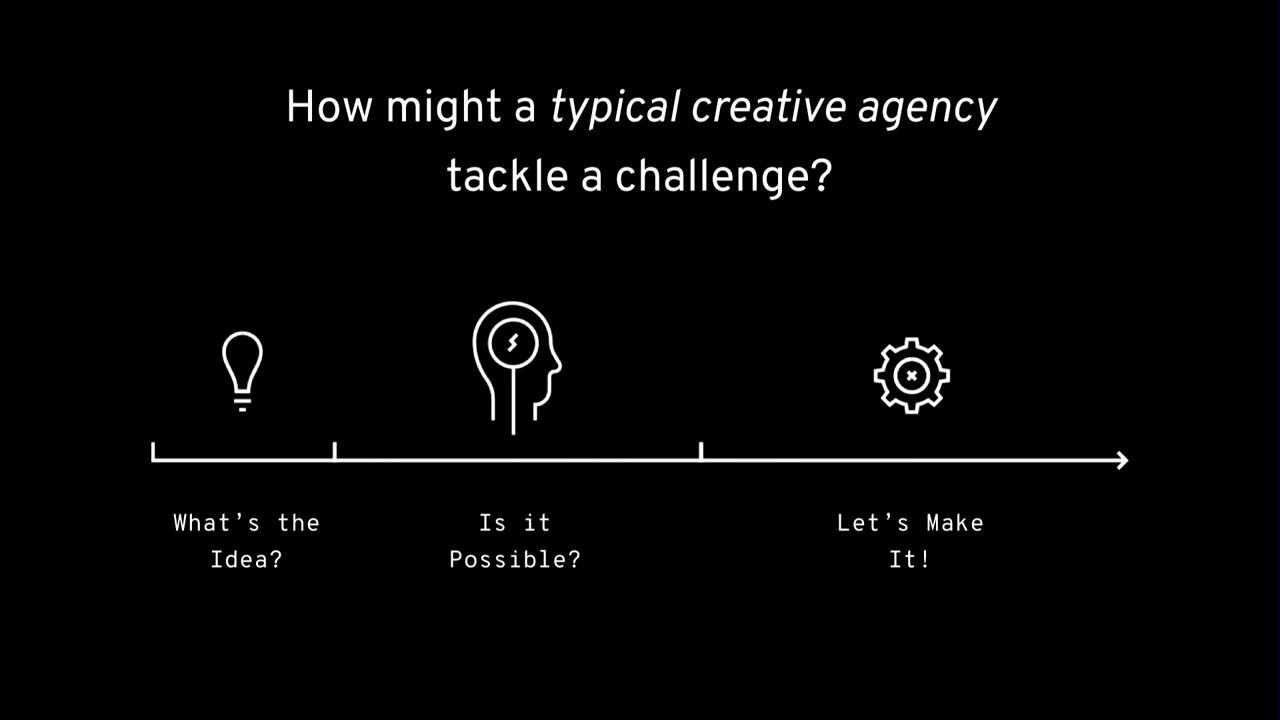 How might a typical creative agency
tackle a challenge?
What’s the
Idea?
Is it
Possible?
Let’s Make
It!